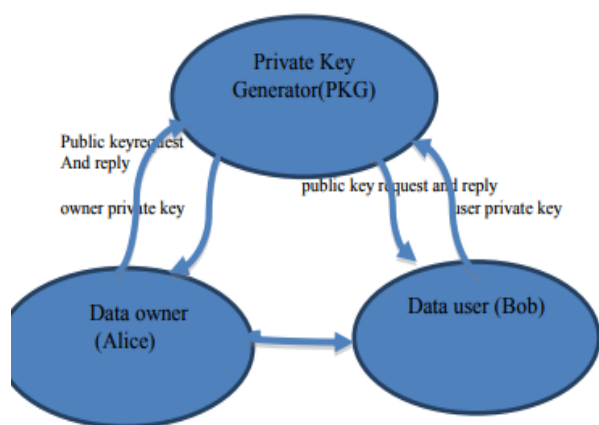 Private Key
Generator(PKG)
Public keyrequest
And reply
public key request and reply
owner private key
user private key
Data owner
(Alice)
Data user (Bob)